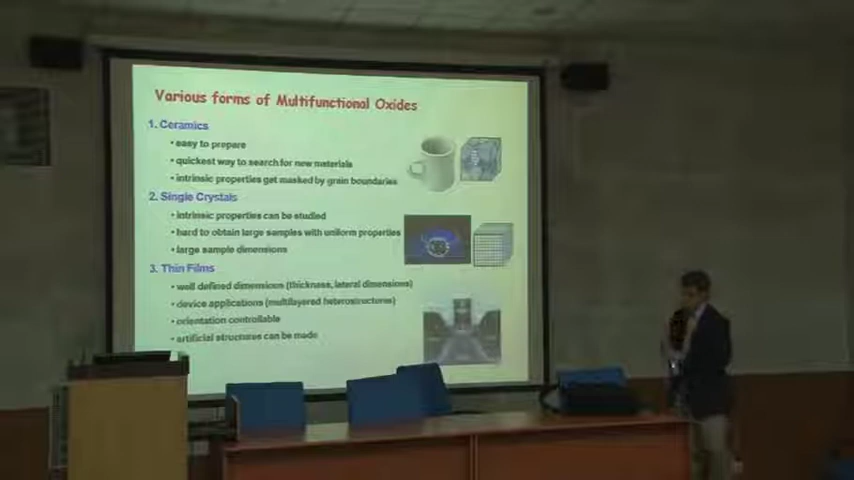 Various forms of Multifunctional Oxides
1. Ceramics
• easy to prepare
• quickest way to search for new materials
• intrinsic properties get masked by grain boundaries
2. Single Crystals
• intrinsic properties can be studied
• hard to obtain large samples with uniform properties
• large sample dimensions
3. Thin Films
• well defined dimensions (thickness, lateral dimensions)
• device applications (multilayered heterostructures)
• orientation controllable
• artificial structures can be made